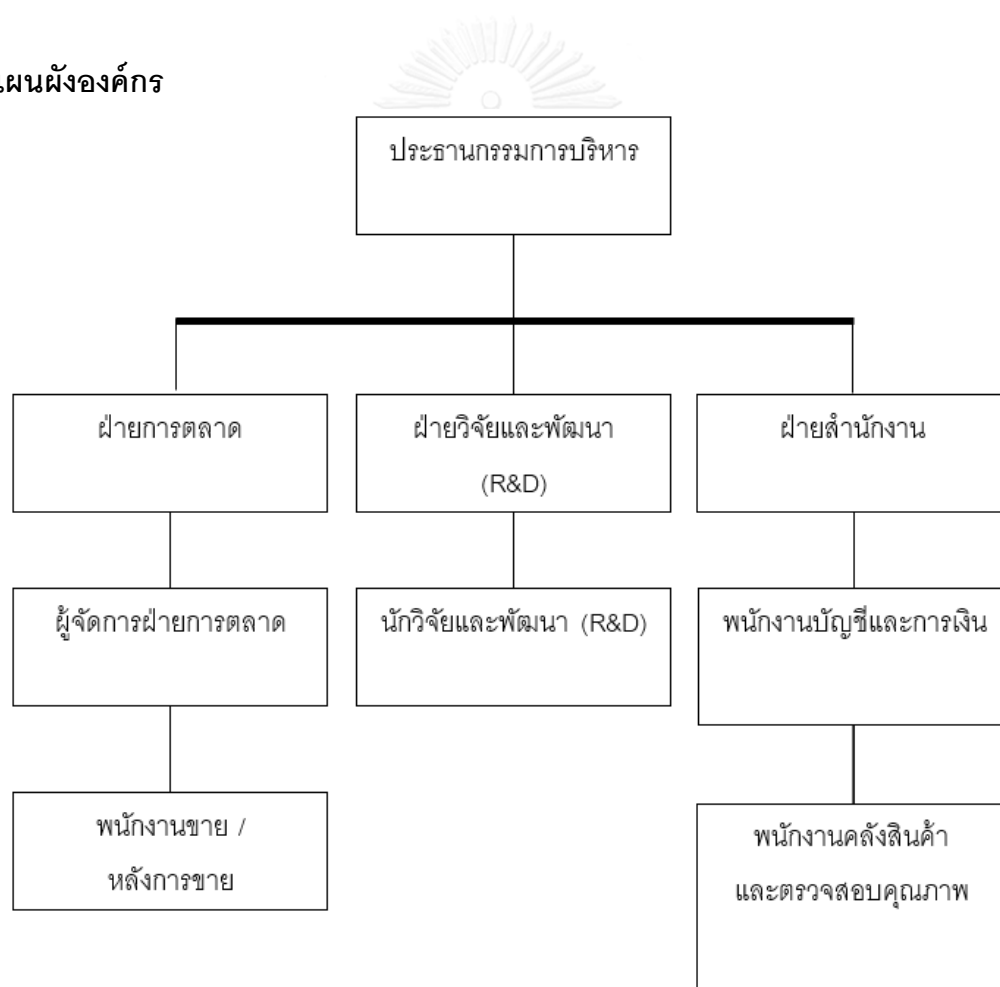 แผนผังองค์กร
ประธานกรรมการบริหาร
ฝ่ายการตลาด
ฝ่ายวิจัยและพัฒนา
(R&D)
ฝ่ายสำนักงาน
ผู้จัดการฝ่ายการตลาด
นักวิจัยและพัฒนา (R&D)
พนักงานบัญชีและการเงิน
พนักงานขาย /
หลังการขาย
พนักงานคลังสินค้า
และตรวจสอบคุณภาพ